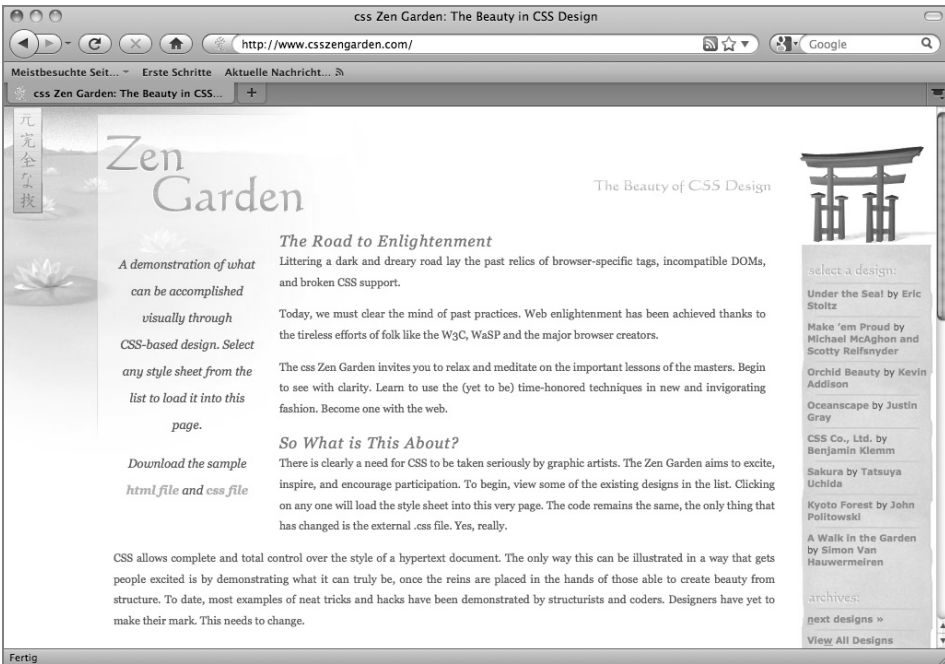 css Zen Garden: The Beauty in CSS Design
http://www.csszengarden.com/
Google
Meistbesuchte Seit... Erste Schritte Aktuelle Nachricht...
css Zen Garden: The Beauty in CSS... +
元
完
全
な
技
Zen
Garden
The Beauty of CSS Design
A demonstration of what
can be accomplished
visually through
CSS-based design. Select
any style sheet from the
list to load it into this
page.
Download the sample
html file and css file
The Road to Enlightenment
Littering a dark and dreary road lay the past relics of browser-specific tags, incompatible DOMs,
and broken CSS support.
Today, we must clear the mind of past practices. Web enlightenment has been achieved thanks to
the tireless efforts of folk like the W3C, WaSP and the major browser creators.
The css Zen Garden invites you to relax and meditate on the important lessons of the masters. Begin
to see with clarity. Learn to use the (yet to be) time-honored techniques in new and invigorating
fashion. Become one with the web.
So What is This About?
There is clearly a need for CSS to be taken seriously by graphic artists. The Zen Garden aims to excite,
inspire, and encourage participation. To begin, view some of the existing designs in the list. Clicking
on any one will load the style sheet into this very page. The code remains the same, the only thing that
has changed is the external .css file. Yes, really.
CSS allows complete and total control over the style of a hypertext document. The only way this can be illustrated in a way that gets
people excited is by demonstrating what it can truly be, once the reins are placed in the hands of those able to create beauty from
structure. To date, most examples of neat tricks and hacks have been demonstrated by structurists and coders. Designers have yet to
make their mark. This needs to change.
select a design:
Under the Sea! by Eric
Stoltz
Make 'em Proud by
Michael McAghon and
Scotty Reifsnyder
Orchid Beauty by Kevin
Addison
Oceanscape by Justin
Gray
CSS Co., Ltd. by
Benjamin Klemm
Sakura by Tatsuya
Uchida
Kyoto Forest by John
Politowski
A Walk in the Garden
by Simon Van
Hauwermeiren
archives:
next designs »
View All Designs
Fertig